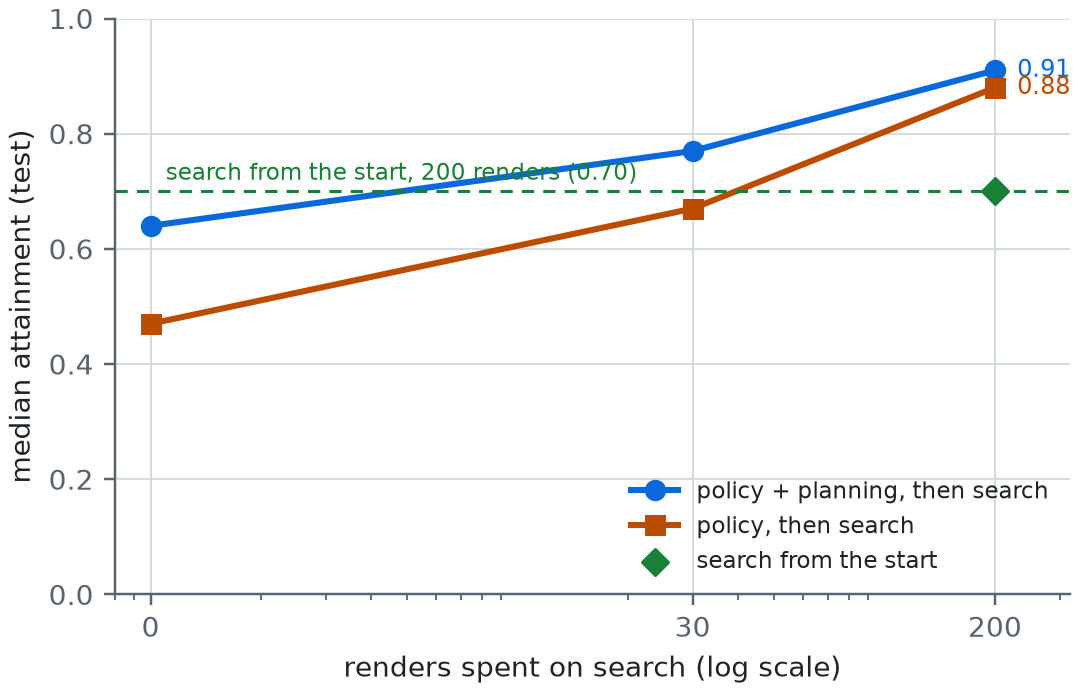 1.0
0.8
0.6
0.4
0.2
0.0
median attainment (test)
0.91
0.88
search from the start, 200 renders (0.70)
policy + planning, then search
policy, then search
search from the start
0
30
200
renders spent on search (log scale)